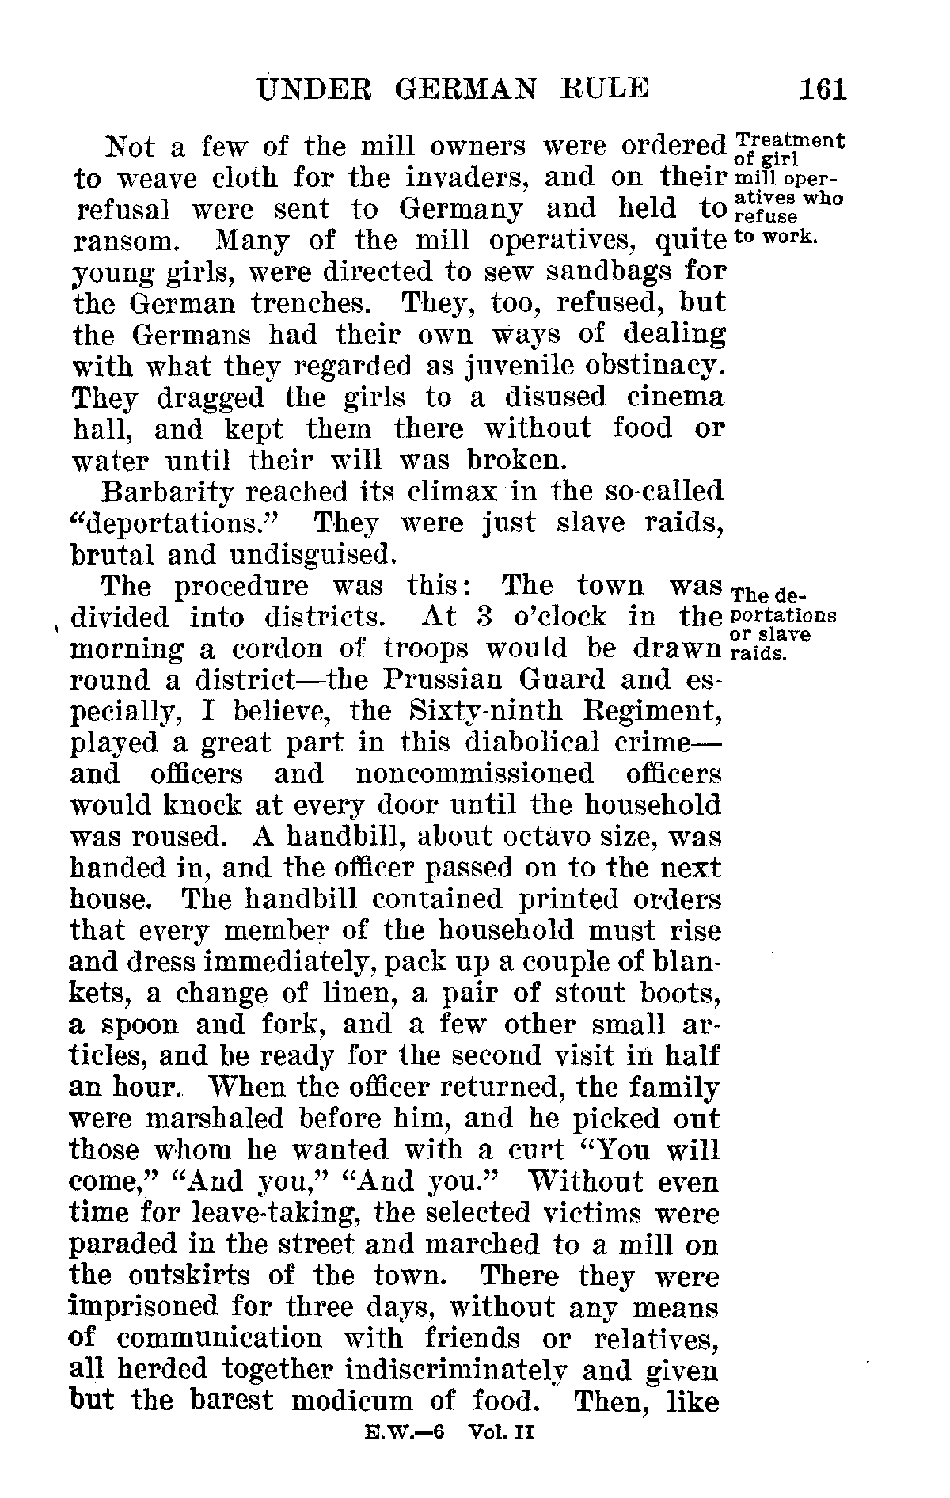 UNDER GERMAN RULE 161
Not a few of the mill owners were ordered
to weave cloth for the invaders, and on their
refusal were sent to Germany and held to
ransom. Many of the mill operatives, quite
Treatment
of girl
mill oper-
atives who
refuse
to work.
young girls, were directed to sew sandbags for
the German trenches. They, too, refused, but
the Germans had their own ways of dealing
with what they regarded as juvenile obstinacy.
They dragged the girls to a disused cinema
hall, and kept them there without food or
water until their will was broken.
Barbarity reached its climax in the so-called
“deportations.” They were just slave raids,
brutal and undisguised.
The procedure was this: The town was
divided into districts. At 3 o’clock in the
morning a cordon of troops would be drawn
The de-
portations
or slave
raids.
round a district—the Prussian Guard and es-
pecially, I believe, the Sixty-ninth Regiment,
played a great part in this diabolical crime—
and officers and noncommissioned officers
would knock at every door until the household
was roused. A handbill, about octavo size, was
handed in, and the officer passed on to the next
house. The handbill contained printed orders
that every member of the household must rise
and dress immediately, pack up a couple of blan-
kets, a change of linen, a pair of stout boots,
a spoon and fork, and a few other small ar-
ticles, and be ready for the second visit in half
an hour. When the officer returned, the family
were marshaled before him, and he picked out
those whom he wanted with a curt “You will
come,” “And you,” “And you.” Without even
time for leave-taking, the selected victims were
paraded in the street and marched to a mill on
the outskirts of the town. There they were
imprisoned for three days, without any means
of communication with friends or relatives,
all herded together indiscriminately and given
but the barest modicum of food. Then, like
E.W.—6 Vol. II